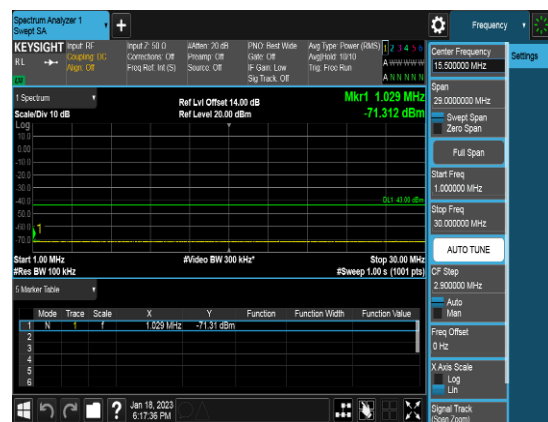 Spectrum Analyzer 1
Swept SA
Frequency
KEYSIGHT
RL
Input: RF
Coupling: DC
Align: Off
Input Z: 50 Ω
Corrections: Off
Freq Ref: Int (S)
#Atten: 20 dB
Preamp: Off
Source: Off
PNO: Best Wide
Gate: Off
IF Gain: Low
Sig Track: Off
Avg Type: Power (RMS)
Avg|Hold: 10/10
Trig: Free Run
1 2 3 4 5 6
A W W W W W
A N N N N N
1 Spectrum
Scale/Div 10 dB
Ref Lvl Offset 14.00 dB
Ref Level 20.00 dBm
Mkr1 1.029 MHz
-71.312 dBm
Log
10.0
0.00
-10.0
-20.0
-30.0
-40.0
-50.0
-60.0
-70.0
1
Start 1.00 MHz
#Res BW 100 kHz
#Video BW 300 kHz*
Stop 30.00 MHz
#Sweep 1.00 s (1001 pts)
5 Marker Table
Mode Trace Scale X Y Function Function Width Function Value
1 N 1 f 1.029 MHz -71.31 dBm
2
3
4
5
6
?
Jan 18, 2023
6:17:36 PM
Center Frequency
15.500000 MHz
Settings
Span
29.0000000 MHz
Swept Span
Zero Span
Full Span
Start Freq
1.000000 MHz
Stop Freq
30.000000 MHz
AUTO TUNE
CF Step
2.900000 MHz
Auto
Man
Freq Offset
0 Hz
X Axis Scale
Log
Lin
Signal Track
(Span Zoom)